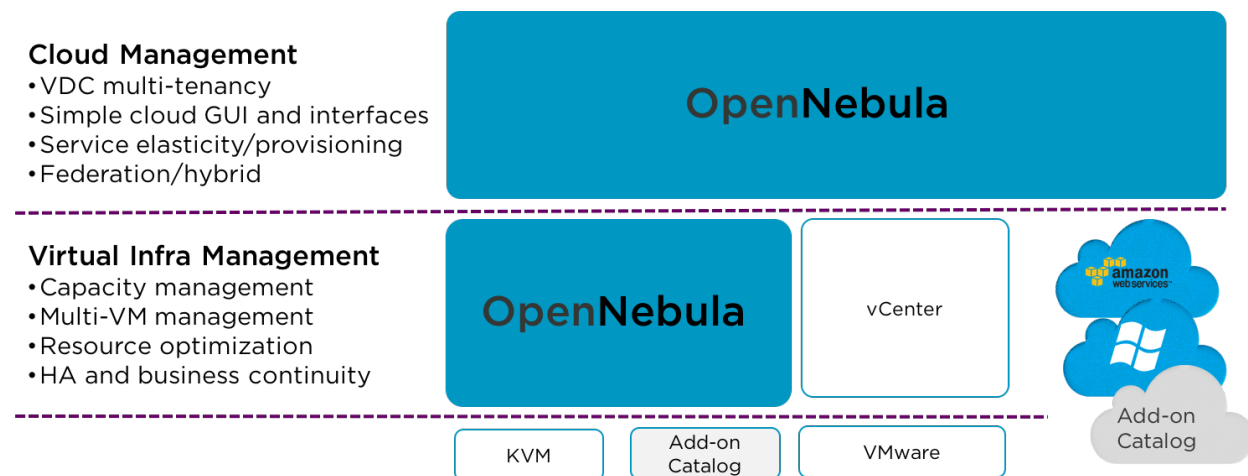 Cloud Management
•VDC multi-tenancy
•Simple cloud GUI and interfaces
•Service elasticity/provisioning
•Federation/hybrid
OpenNebula
Virtual Infra Management
•Capacity management
•Multi-VM management
•Resource optimization
•HA and business continuity
OpenNebula
vCenter
amazon
web services™
Add-on
Catalog
KVM
Add-on
Catalog
VMware